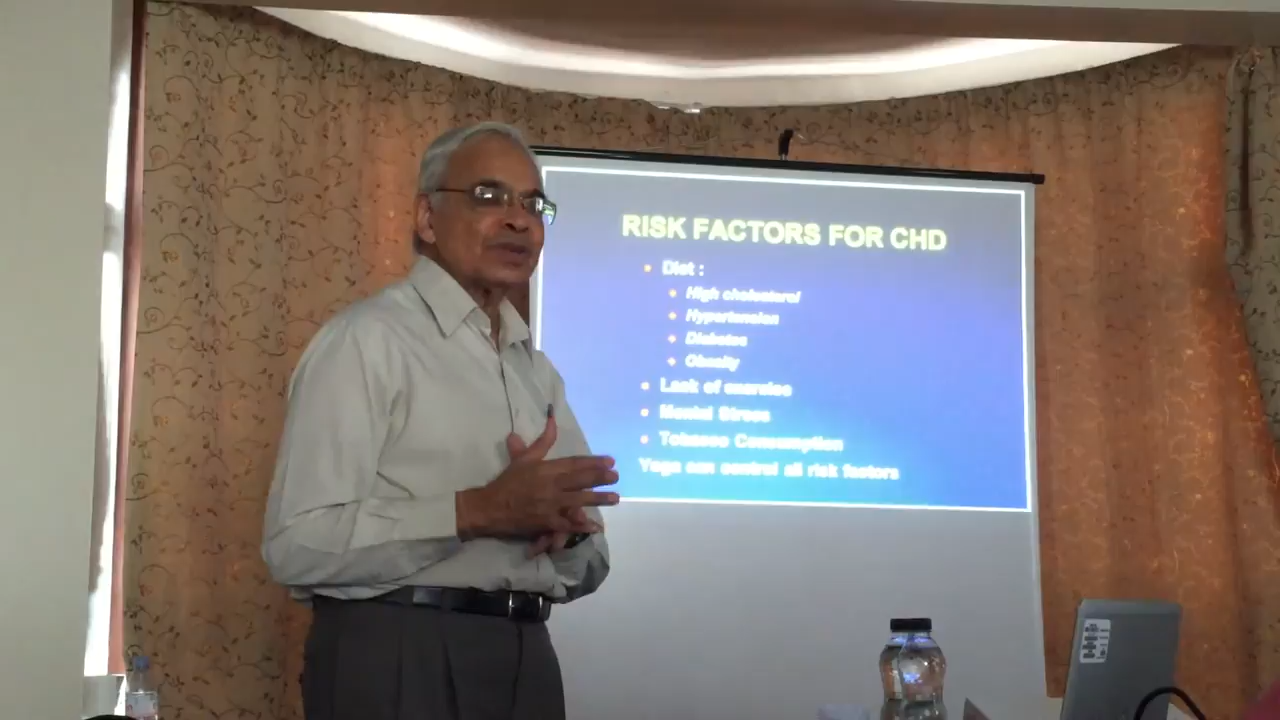 RISK FACTORS FOR CHD
Diet :
High cholesterol
Hypertension
Diabetes
Obesity
Lack of exercise
Mental Stress
Tobacco Consumption
Yoga can control all risk factors